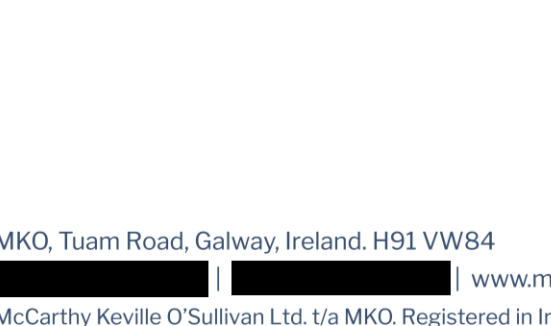 MKO, Tuam Road, Galway, Ireland. H91 VW84
| | www.m
McCarthy Keville O'Sullivan Ltd. t/a MKO. Registered in Ir